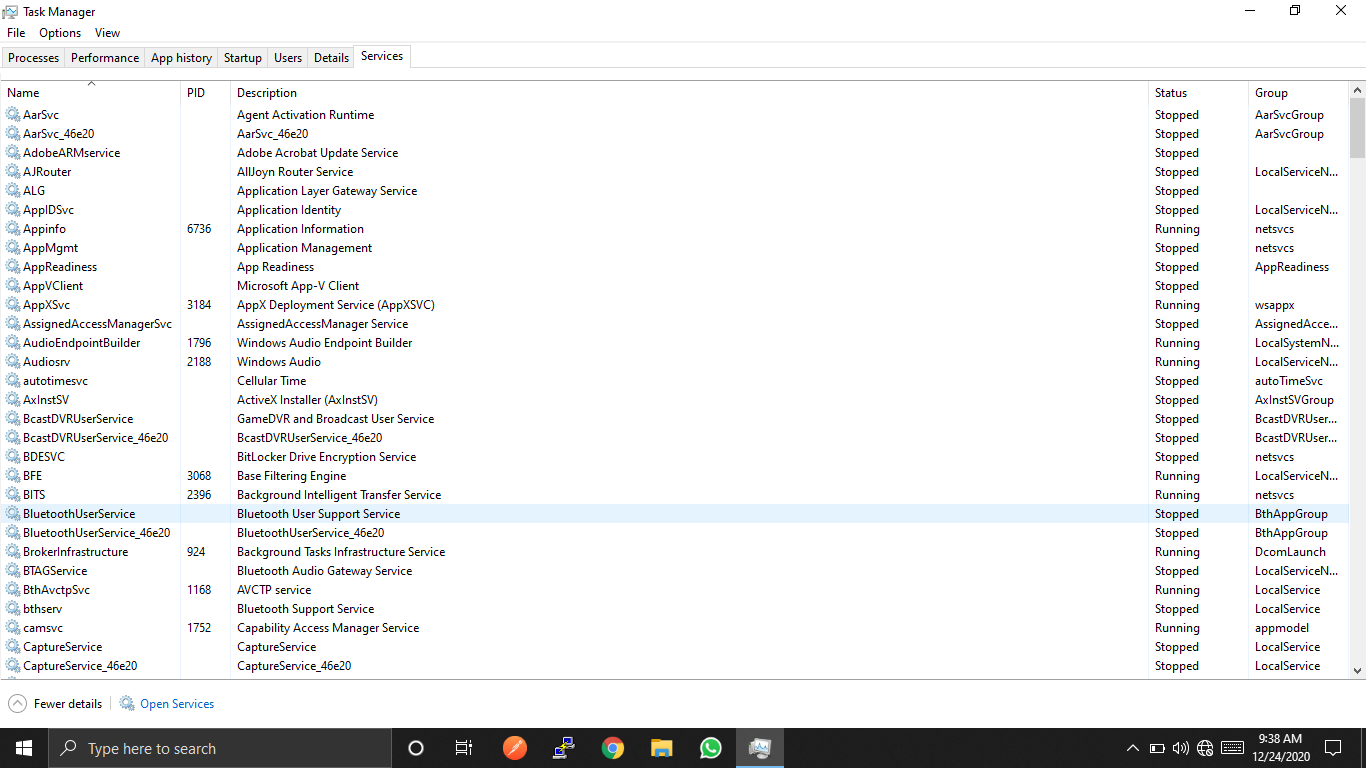 Task Manager
File Options View
Processes Performance App history Startup Users Details Services
Name PID Description Status Group
AarSvc Agent Activation Runtime Stopped AarSvcGroup
AarSvc_46e20 AarSvc_46e20 Stopped AarSvcGroup
AdobeARMservice Adobe Acrobat Update Service Stopped
AJRouter AllJoyn Router Service Stopped LocalServiceN...
ALG Application Layer Gateway Service Stopped
AppIDSvc Application Identity Stopped LocalServiceN...
Appinfo 6736 Application Information Running netsvcs
AppMgmt Application Management Stopped netsvcs
AppReadiness App Readiness Stopped AppReadiness
AppVClient Microsoft App-V Client Stopped
AppXSvc 3184 AppX Deployment Service (AppXSVC) Running wsappx
AssignedAccessManagerSvc AssignedAccessManager Service Stopped AssignedAcce...
AudioEndpointBuilder 1796 Windows Audio Endpoint Builder Running LocalSystemN...
Audiosrv 2188 Windows Audio Running LocalServiceN...
autotimesvc Cellular Time Stopped autoTimeSvc
AxInstSV ActiveX Installer (AxInstSV) Stopped AxInstSVGroup
BcastDVRUserService GameDVR and Broadcast User Service Stopped BcastDVRUser...
BcastDVRUserService_46e20 BcastDVRUserService_46e20 Stopped BcastDVRUser...
BDESVC BitLocker Drive Encryption Service Stopped netsvcs
BFE 3068 Base Filtering Engine Running LocalServiceN...
BITS 2396 Background Intelligent Transfer Service Running netsvcs
BluetoothUserService Bluetooth User Support Service Stopped BthAppGroup
BluetoothUserService_46e20 BluetoothUserService_46e20 Stopped BthAppGroup
BrokerInfrastructure 924 Background Tasks Infrastructure Service Running DcomLaunch
BTAGService Bluetooth Audio Gateway Service Stopped LocalServiceN...
BthAvctpSvc 1168 AVCTP service Running LocalService
bthserv Bluetooth Support Service Stopped LocalService
camsvc 1752 Capability Access Manager Service Running appmodel
CaptureService CaptureService Stopped LocalService
CaptureService_46e20 CaptureService_46e20 Stopped LocalService
Fewer details Open Services
Type here to search
9:38 AM
12/24/2020